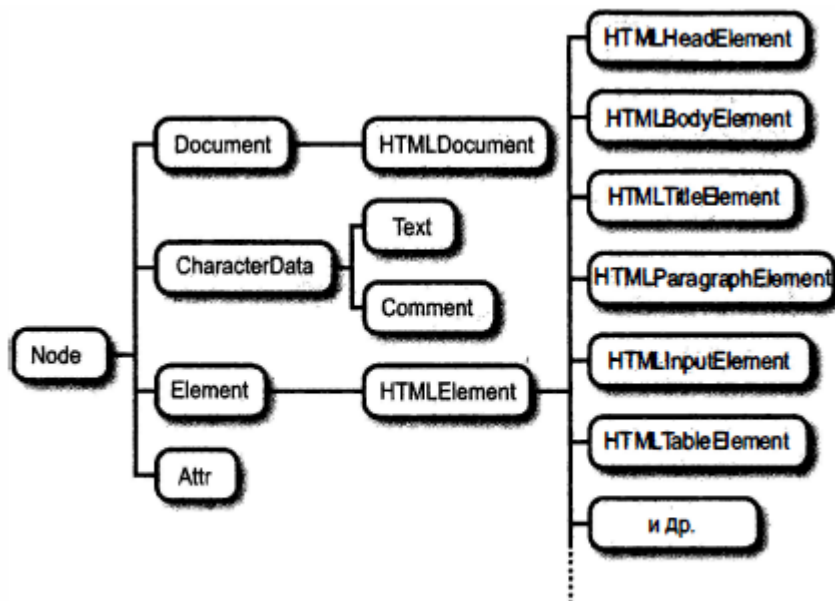 HTMLHeadElement
HTMLBodyElement
Document
HTMLDocument
HTMLTitleElement
Text
CharacterData
HTMLParagraphElement
Comment
Node
HTMLInputElement
Element
HTMLElement
HTMLTableElement
Attr
и др.